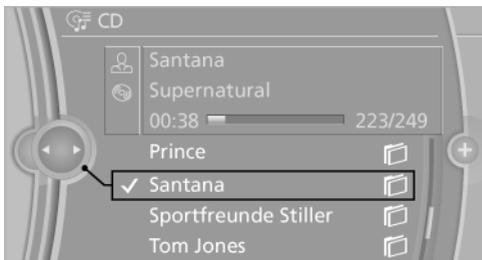 CD
Santana
Supernatural
00:38 223/249
Prince
Santana
Sportfreunde Stiller
Tom Jones